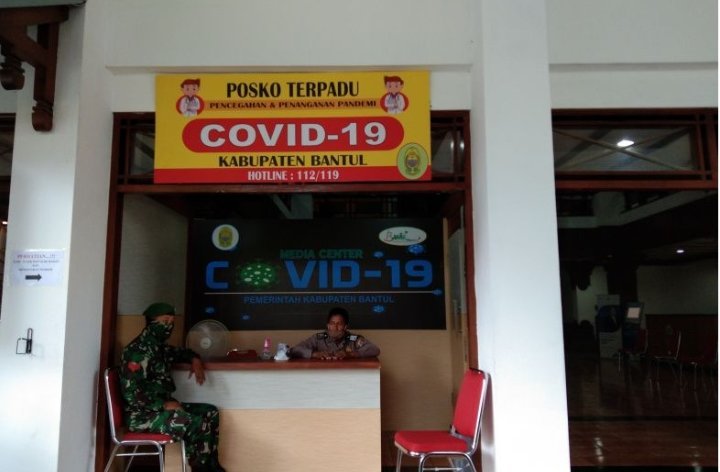 POSKO TERPADU
PENCEGAHAN & PENANGANAN PANDEMI
COVID-19
KABUPATEN BANTUL
HOTLINE : 112/119
MEDIA CENTER
COVID-19
PEMERINTAH KABUPATEN BANTUL